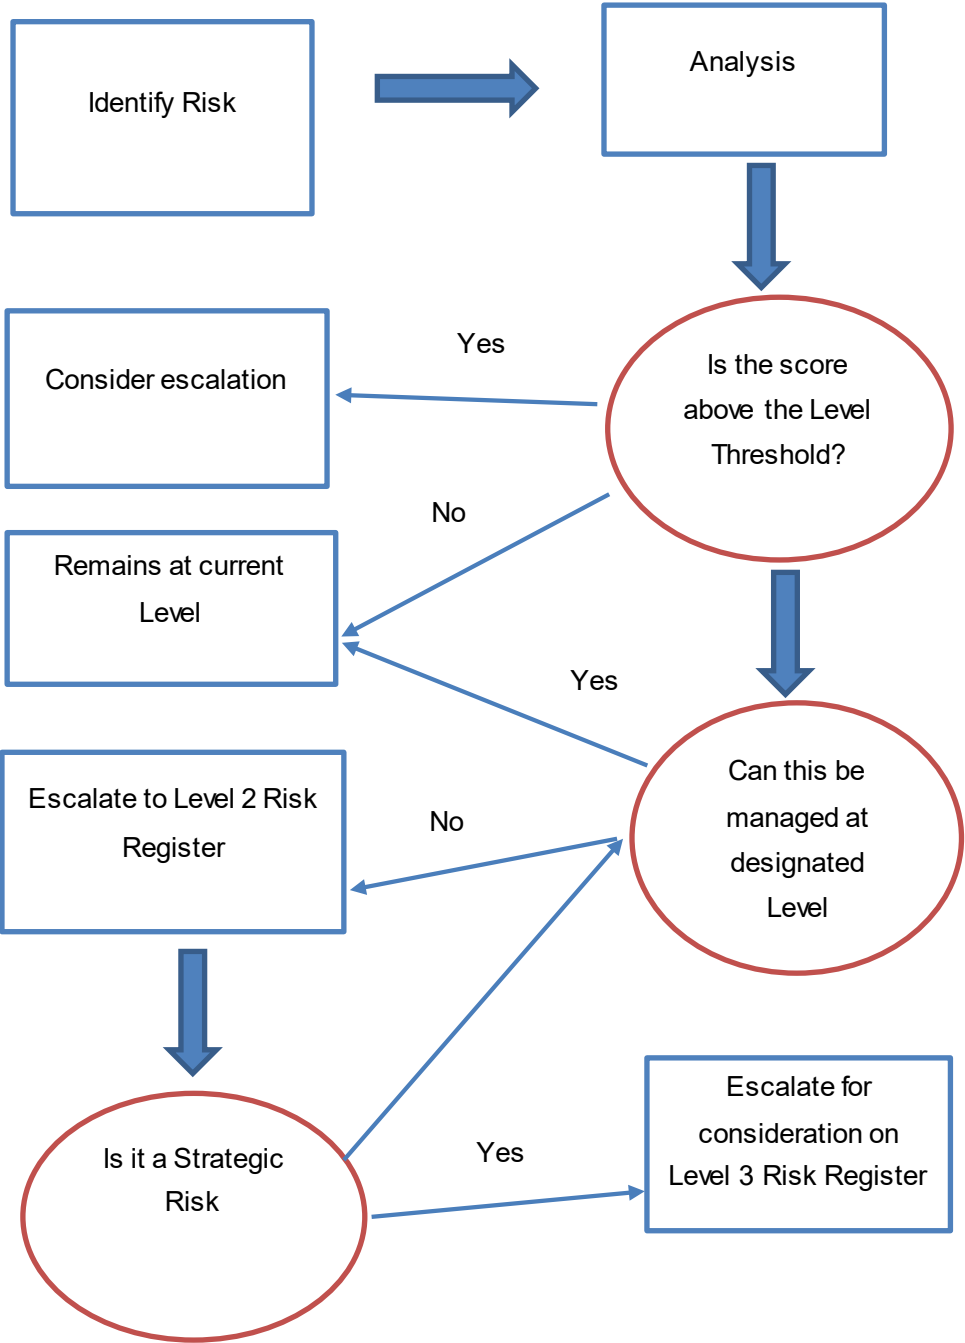 Identify Risk
Analysis
Yes
Is the score
above the Level
Threshold?
Consider escalation
No
Remains at current
Level
Yes
Can this be
managed at
designated
Level
Escalate to Level 2 Risk
Register
No
Is it a Strategic
Risk
Yes
Escalate for
consideration on
Level 3 Risk Register